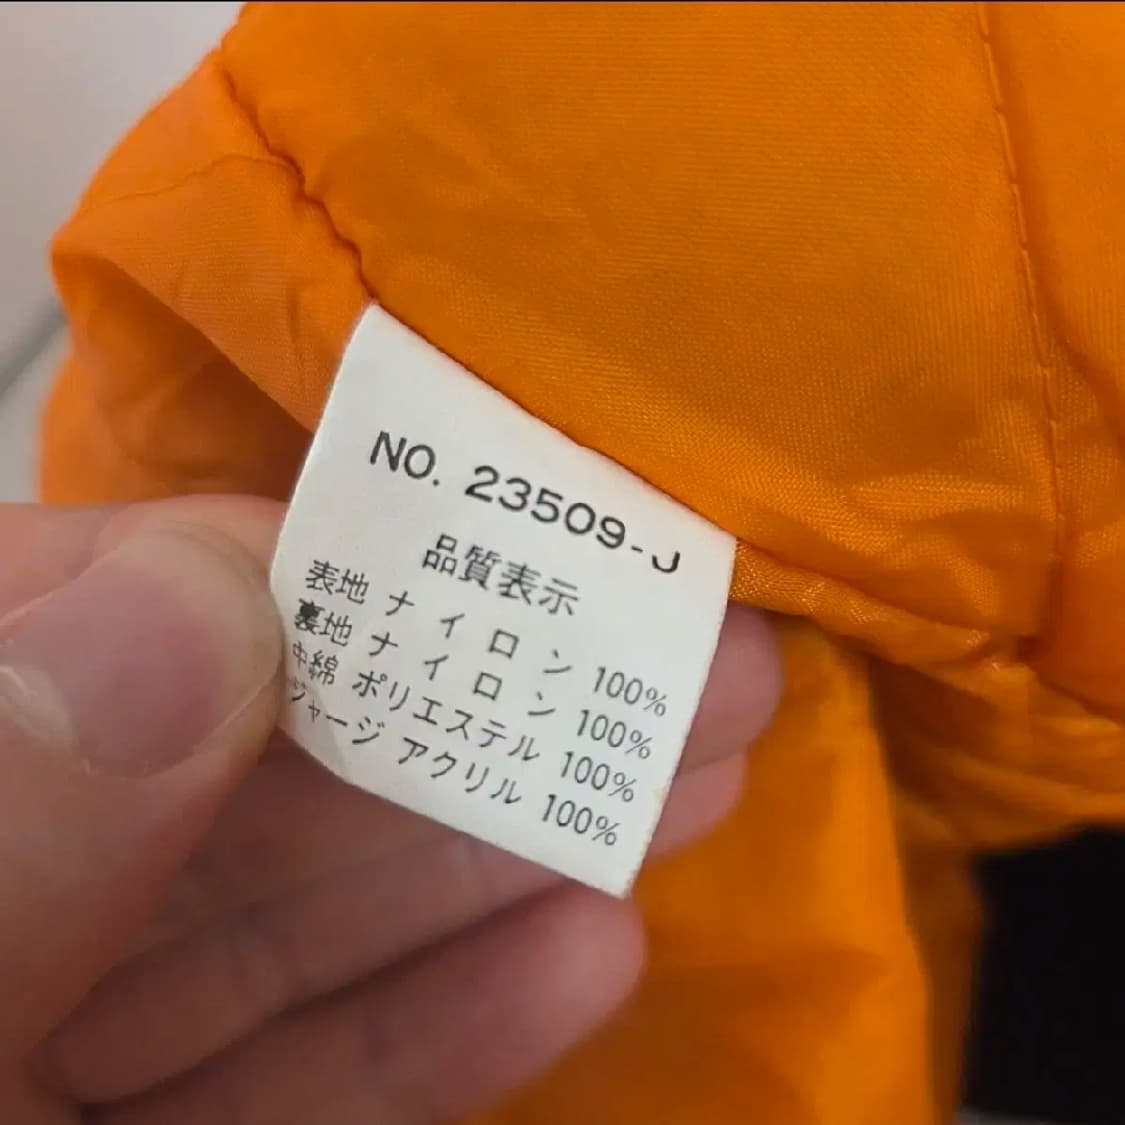 NO. 23509-J
品質表示
表地 ナイロン 100%
裏地 ナイロン 100%
中綿 ポリエステル 100%
ジャージ アクリル 100%